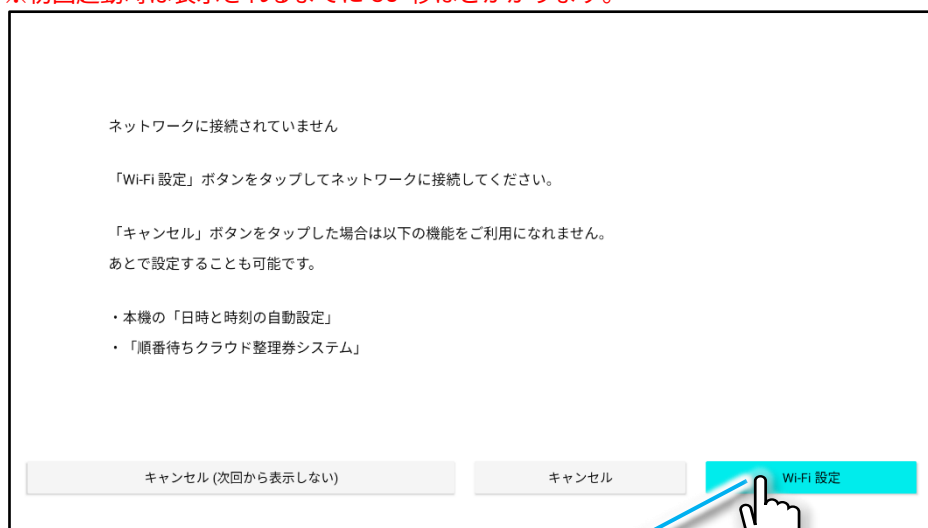 ネットワークに接続されていません
「Wi-Fi 設定」ボタンをタップしてネットワークに接続してください。
「キャンセル」ボタンをタップした場合は以下の機能をご利用になれません。
あとで設定することも可能です。
・本機の「日時と時刻の自動設定」
・「順番待ちクラウド整理券システム」
キャンセル (次回から表示しない)
キャンセル
Wi-Fi 設定